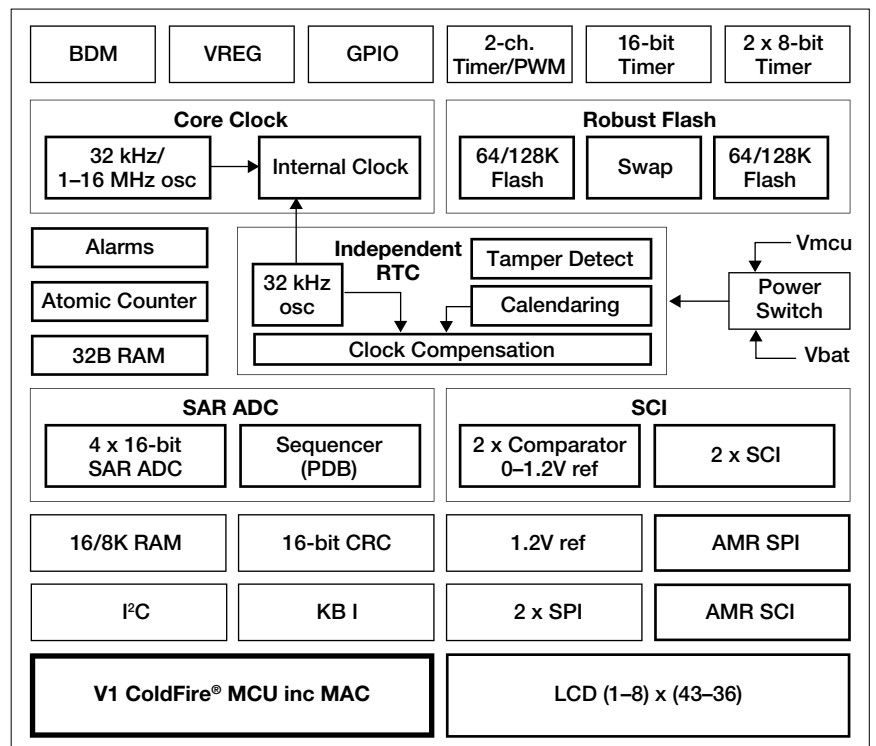 BDM
VREG
GPIO
2-ch.
Timer/PWM
16-bit
Timer
2 x 8-bit
Timer
Core Clock
32 kHz/
1–16 MHz osc
Internal Clock
Robust Flash
64/128K
Flash
Swap
64/128K
Flash
Alarms
Atomic Counter
32B RAM
Independent
RTC
32 kHz
osc
Tamper Detect
Calendaring
Clock Compensation
Vmcu
Power
Switch
Vbat
SAR ADC
4 x 16-bit
SAR ADC
Sequencer
(PDB)
SCI
2 x Comparator
0–1.2V ref
2 x SCI
16/8K RAM
16-bit CRC
1.2V ref
AMR SPI
I²C
KB I
2 x SPI
AMR SCI
V1 ColdFire® MCU inc MAC
LCD (1–8) x (43–36)